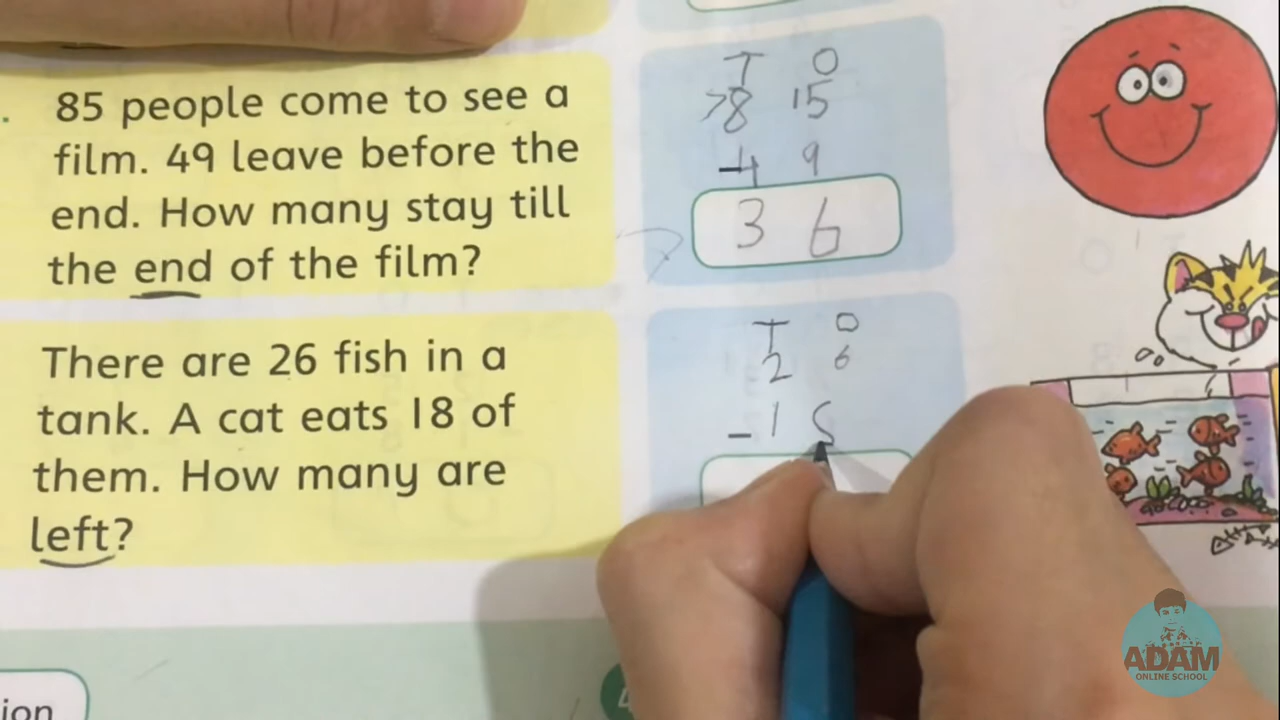 . 85 people come to see a
film. 49 leave before the
end. How many stay till
the end of the film?
T O
7 8 15
- 4 9
3 6
There are 26 fish in a
tank. A cat eats 18 of
them. How many are
left?
T O
2 6
- 1
ion
ADAM
ONLINE SCHOOL